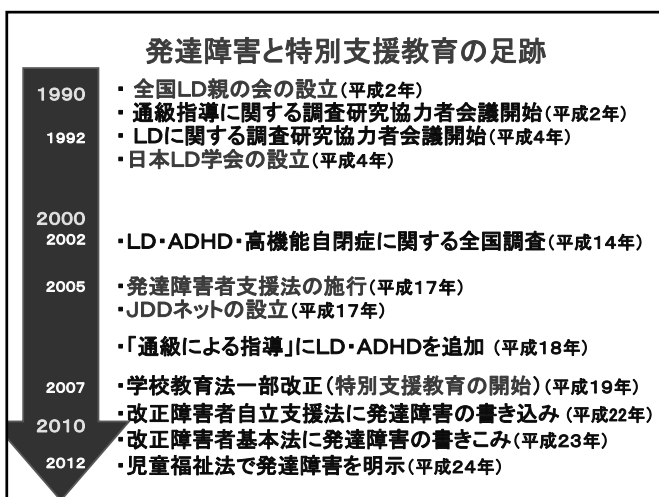 発達障害と特別支援教育の足跡
1990 ・全国LD親の会の設立(平成2年)
・通級指導に関する調査研究協力者会議開始(平成2年)
1992 ・LDに関する調査研究協力者会議開始(平成4年)
・日本LD学会の設立(平成4年)
2000
2002 ・LD・ADHD・高機能自閉症に関する全国調査(平成14年)
2005 ・発達障害者支援法の施行(平成17年)
・JDDネットの設立(平成17年)
・「通級による指導」にLD・ADHDを追加 (平成18年)
2007 ・学校教育法一部改正(特別支援教育の開始)(平成19年)
・改正障害者自立支援法に発達障害の書き込み (平成22年)
2010
・改正障害者基本法に発達障害の書きこみ(平成23年)
2012 ・児童福祉法で発達障害を明示(平成24年)